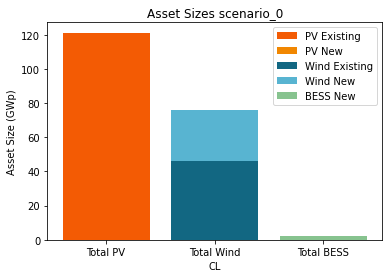 Asset Sizes scenario_0
PV Existing
PV New
Wind Existing
Wind New
BESS New
Asset Size (GWp)
120
100
80
60
40
20
0
Total PV
Total Wind
Total BESS
CL